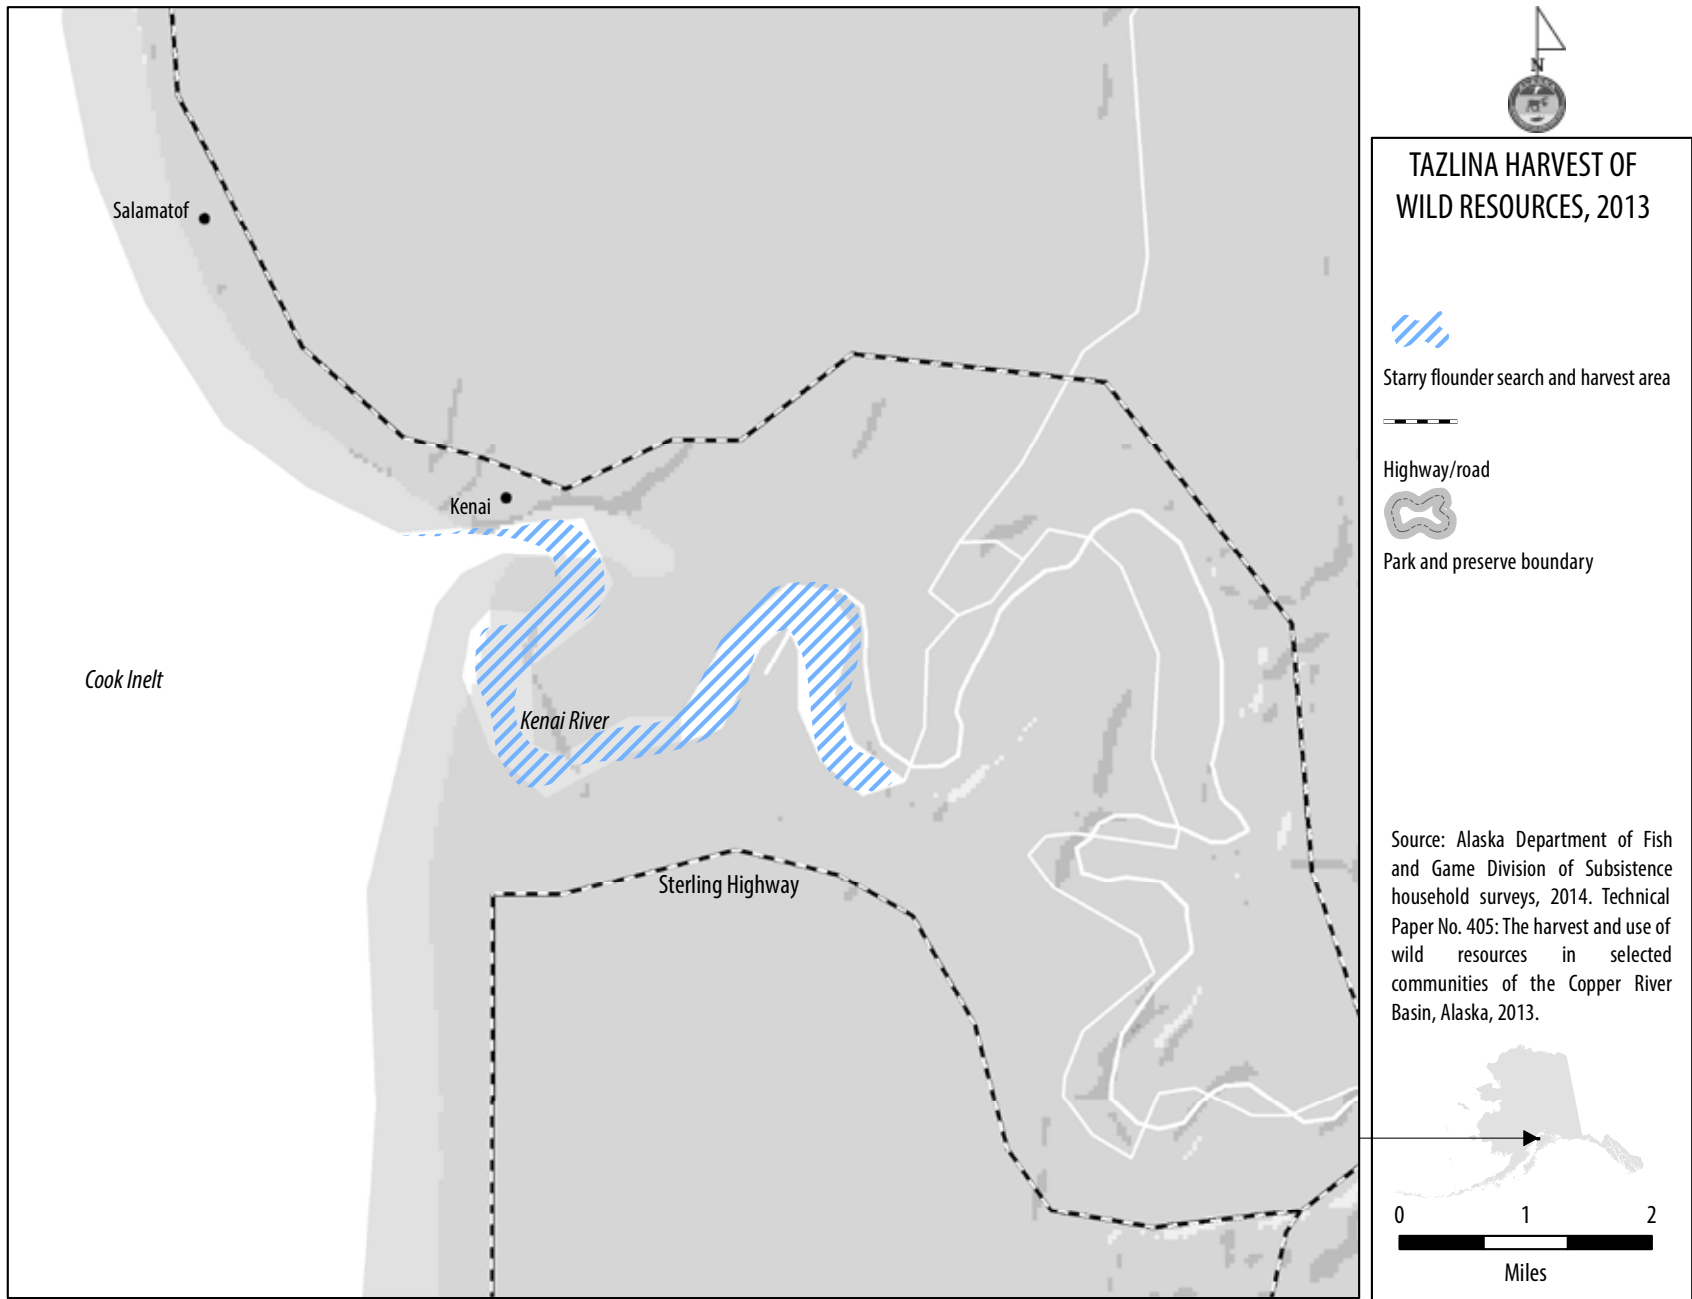 Salamatof
Kenai
Cook Inelt
Kenai River
Sterling Highway
N
TAZLINA HARVEST OF
WILD RESOURCES, 2013
Starry flounder search and harvest area
Highway/road
Park and preserve boundary
Source: Alaska Department of Fish
and Game Division of Subsistence
household surveys, 2014. Technical
Paper No. 405: The harvest and use of
wild resources in selected
communities of the Copper River
Basin, Alaska, 2013.
0 1 2
Miles